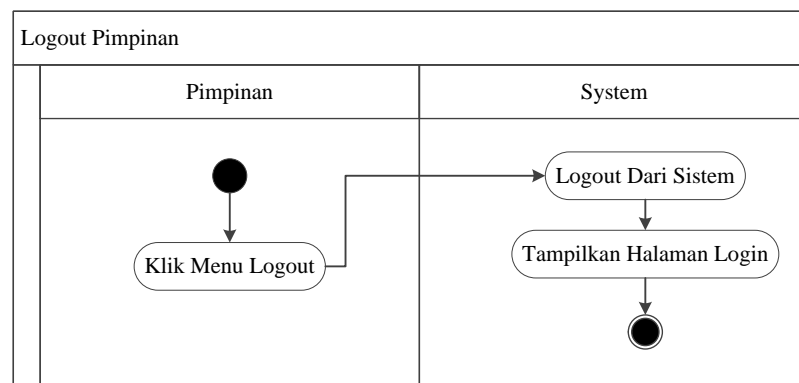 Logout Pimpinan
Pimpinan
System
Logout Dari Sistem
Klik Menu Logout
Tampilkan Halaman Login